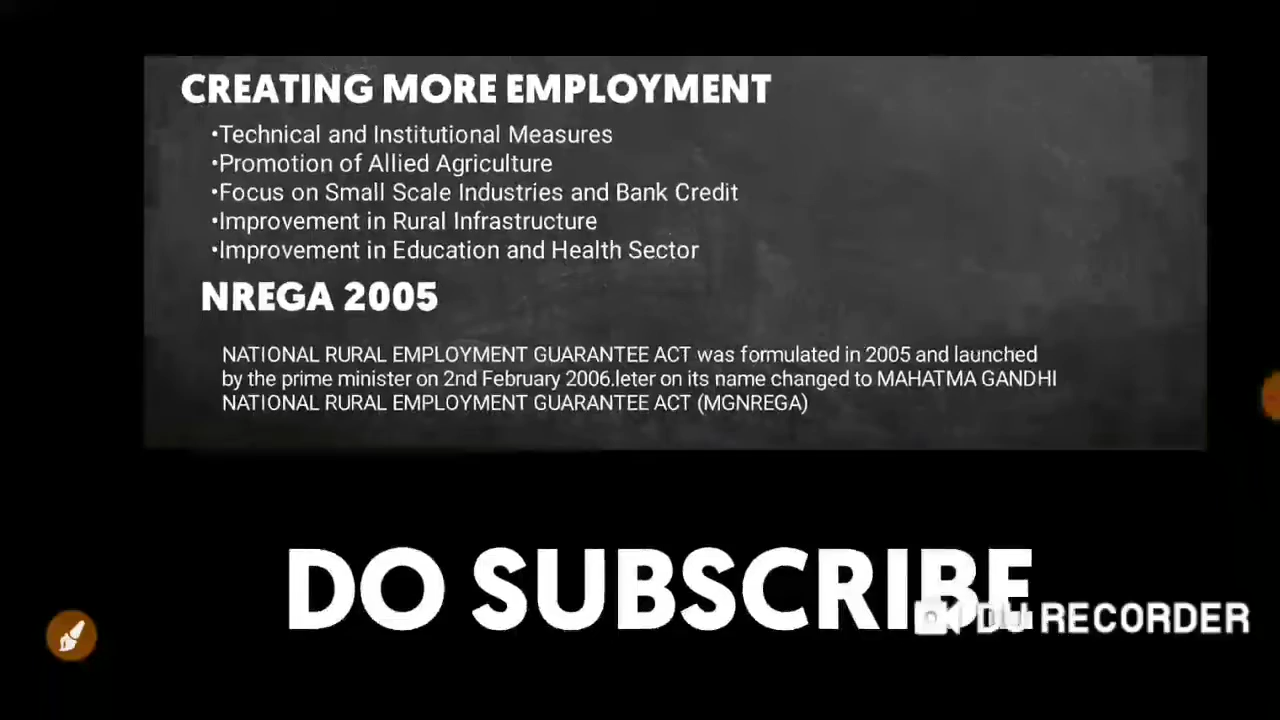 CREATING MORE EMPLOYMENT
•Technical and Institutional Measures
•Promotion of Allied Agriculture
•Focus on Small Scale Industries and Bank Credit
•Improvement in Rural Infrastructure
•Improvement in Education and Health Sector
NREGA 2005
NATIONAL RURAL EMPLOYMENT GUARANTEE ACT was formulated in 2005 and launched
by the prime minister on 2nd February 2006.leter on its name changed to MAHATMA GANDHI
NATIONAL RURAL EMPLOYMENT GUARANTEE ACT (MGNREGA)
DO SUBSCRIBE
DU RECORDER